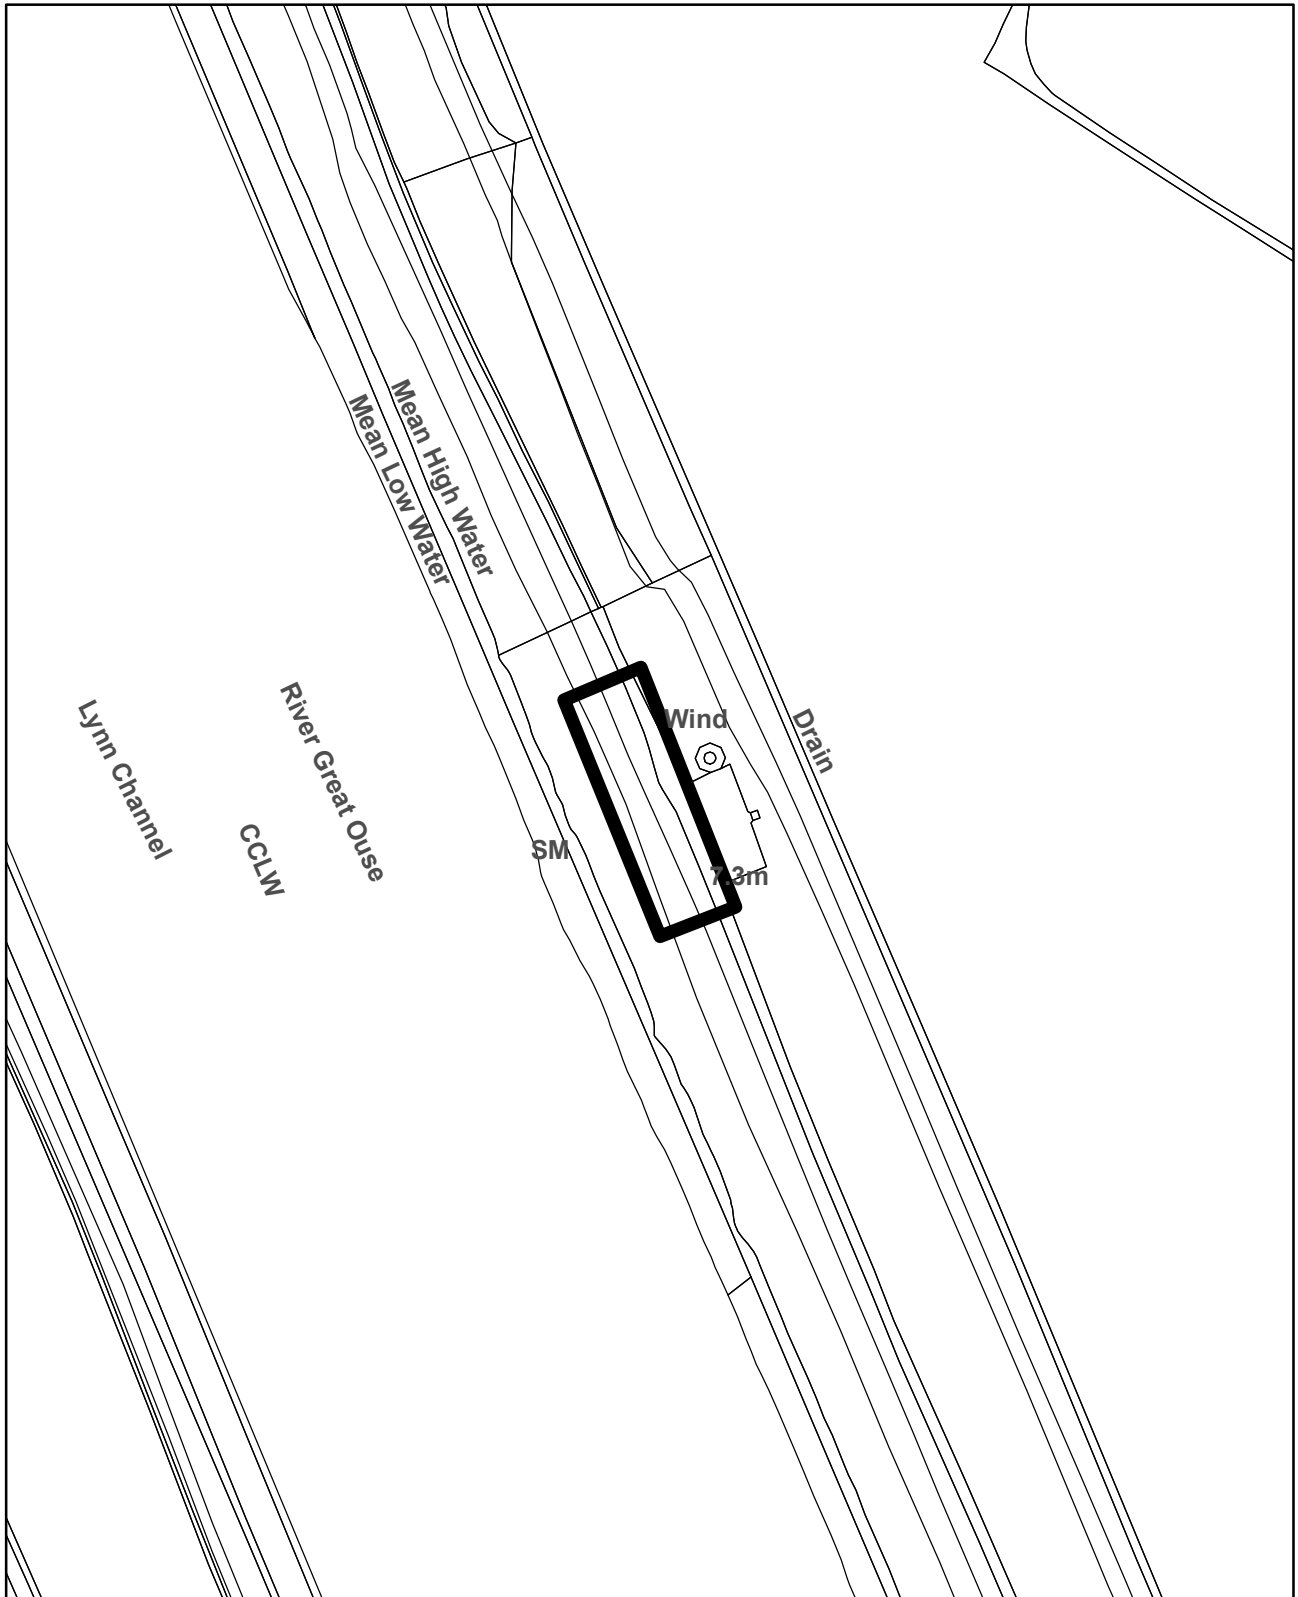 Mean High Water
Mean Low Water
River Great Ouse
Lynn Channel
Wind
Drain
CCLW
SM
7.3m